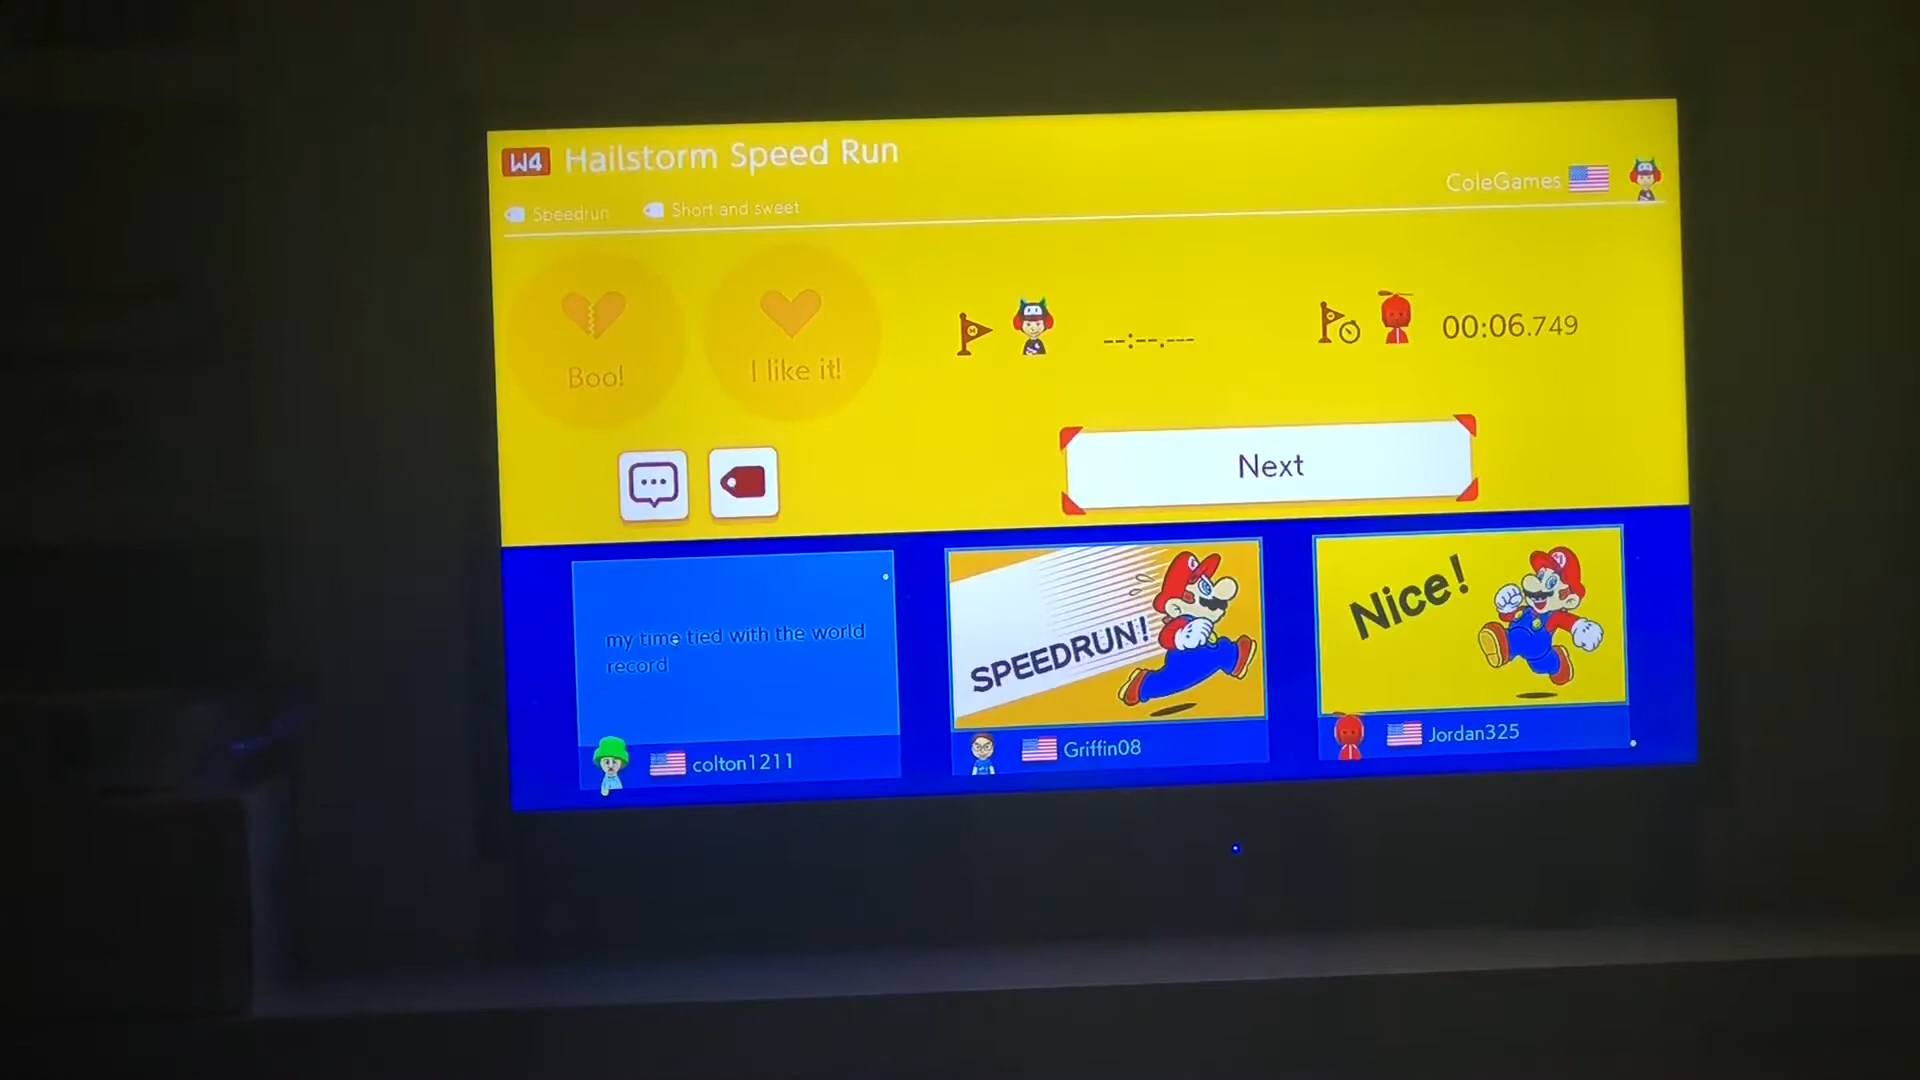 W4 Hailstorm Speed Run
ColeGames
Speedrun Short and sweet
Boo!
I like it!
--:--.---
00:06.749
Next
my time tied with the world
record
colton1211
SPEEDRUN!
Griffin08
Nice!
Jordan325